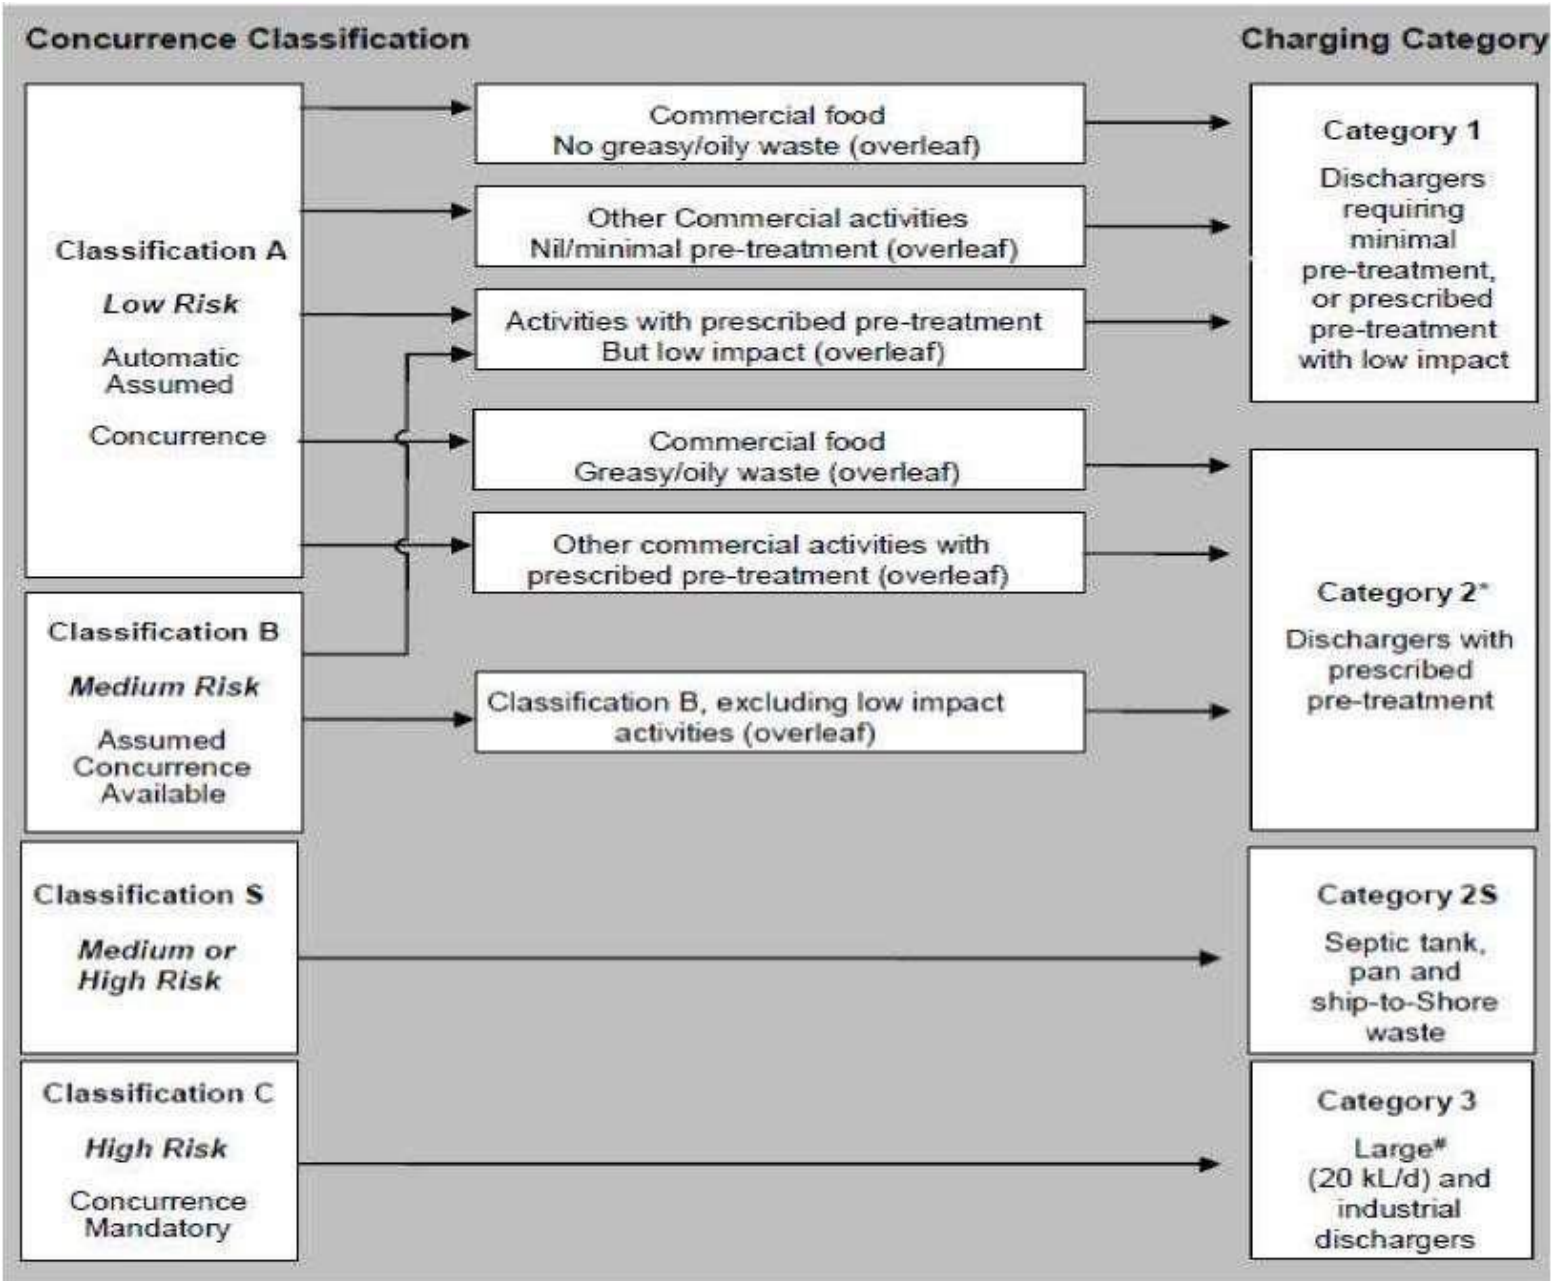 Concurrence Classification
Charging Category
Classification A
Low Risk
Automatic
Assumed
Concurrence
Commercial food
No greasy/oily waste (overleaf)
Other Commercial activities
Nil/minimal pre-treatment (overleaf)
Activities with prescribed pre-treatment
But low impact (overleaf)
Commercial food
Greasy/oily waste (overleaf)
Other commercial activities with
prescribed pre-treatment (overleaf)
Category 1
Dischargers
requiring
minimal
pre-treatment,
or prescribed
pre-treatment
with low impact
Classification B
Medium Risk
Assumed
Concurrence
Available
Classification B, excluding low impact
activities (overleaf)
Category 2*
Dischargers with
prescribed
pre-treatment
Classification S
Medium or
High Risk
Category 2S
Septic tank,
pan and
ship-to-Shore
waste
Classification C
High Risk
Concurrence
Mandatory
Category 3
Large#
(20 kL/d) and
industrial
dischargers